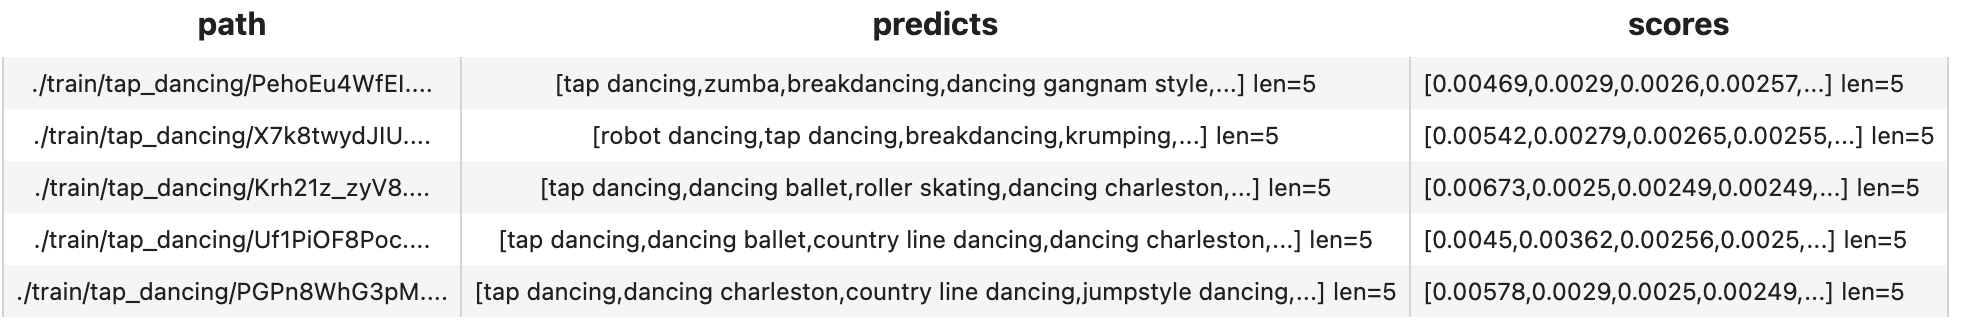 path predicts scores
./train/tap_dancing/PehoEu4WfEI.... [tap dancing,zumba,breakdancing,dancing gangnam style,...] len=5 [0.00469,0.0029,0.0026,0.00257,...] len=5
./train/tap_dancing/X7k8twydJIU.... [robot dancing,tap dancing,breakdancing,krumping,...] len=5 [0.00542,0.00279,0.00265,0.00255,...] len=5
./train/tap_dancing/Krh21z_zyV8.... [tap dancing,dancing ballet,roller skating,dancing charleston,...] len=5 [0.00673,0.0025,0.00249,0.00249,...] len=5
./train/tap_dancing/Uf1PiOF8Poc.... [tap dancing,dancing ballet,country line dancing,dancing charleston,...] len=5 [0.0045,0.00362,0.00256,0.0025,...] len=5
./train/tap_dancing/PGPn8WhG3pM.... [tap dancing,dancing charleston,country line dancing,jumpstyle dancing,...] len=5 [0.00578,0.0029,0.0025,0.00249,...] len=5